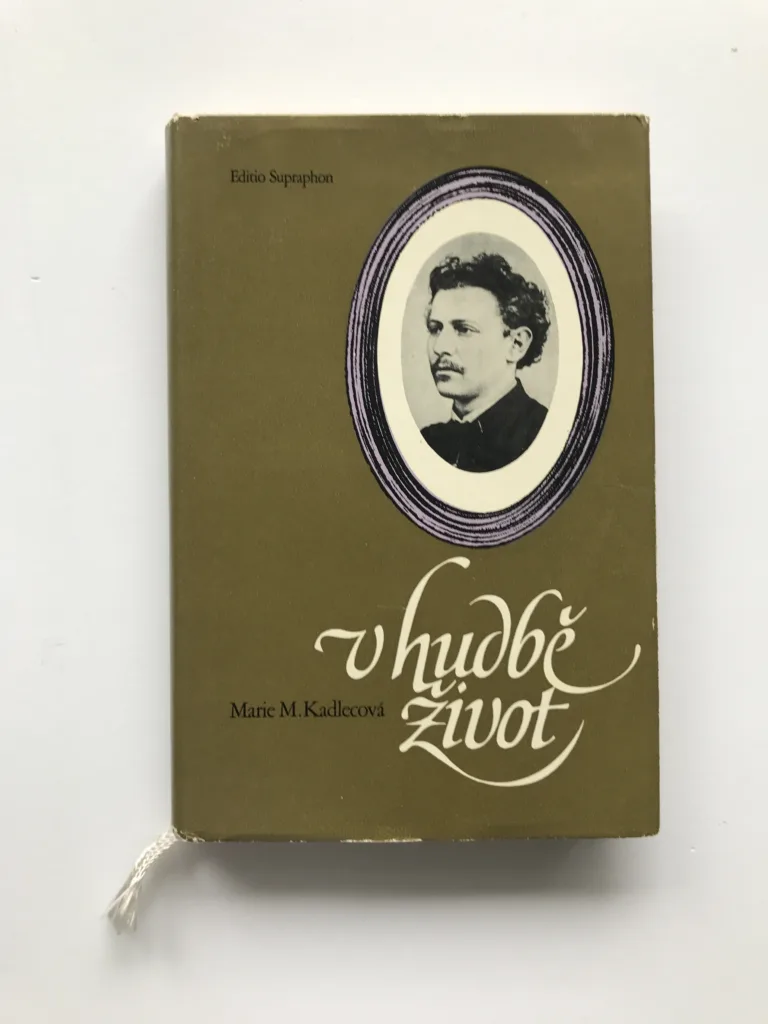 Editio Supraphon
v hudbě
Marie M. Kadlecová
život